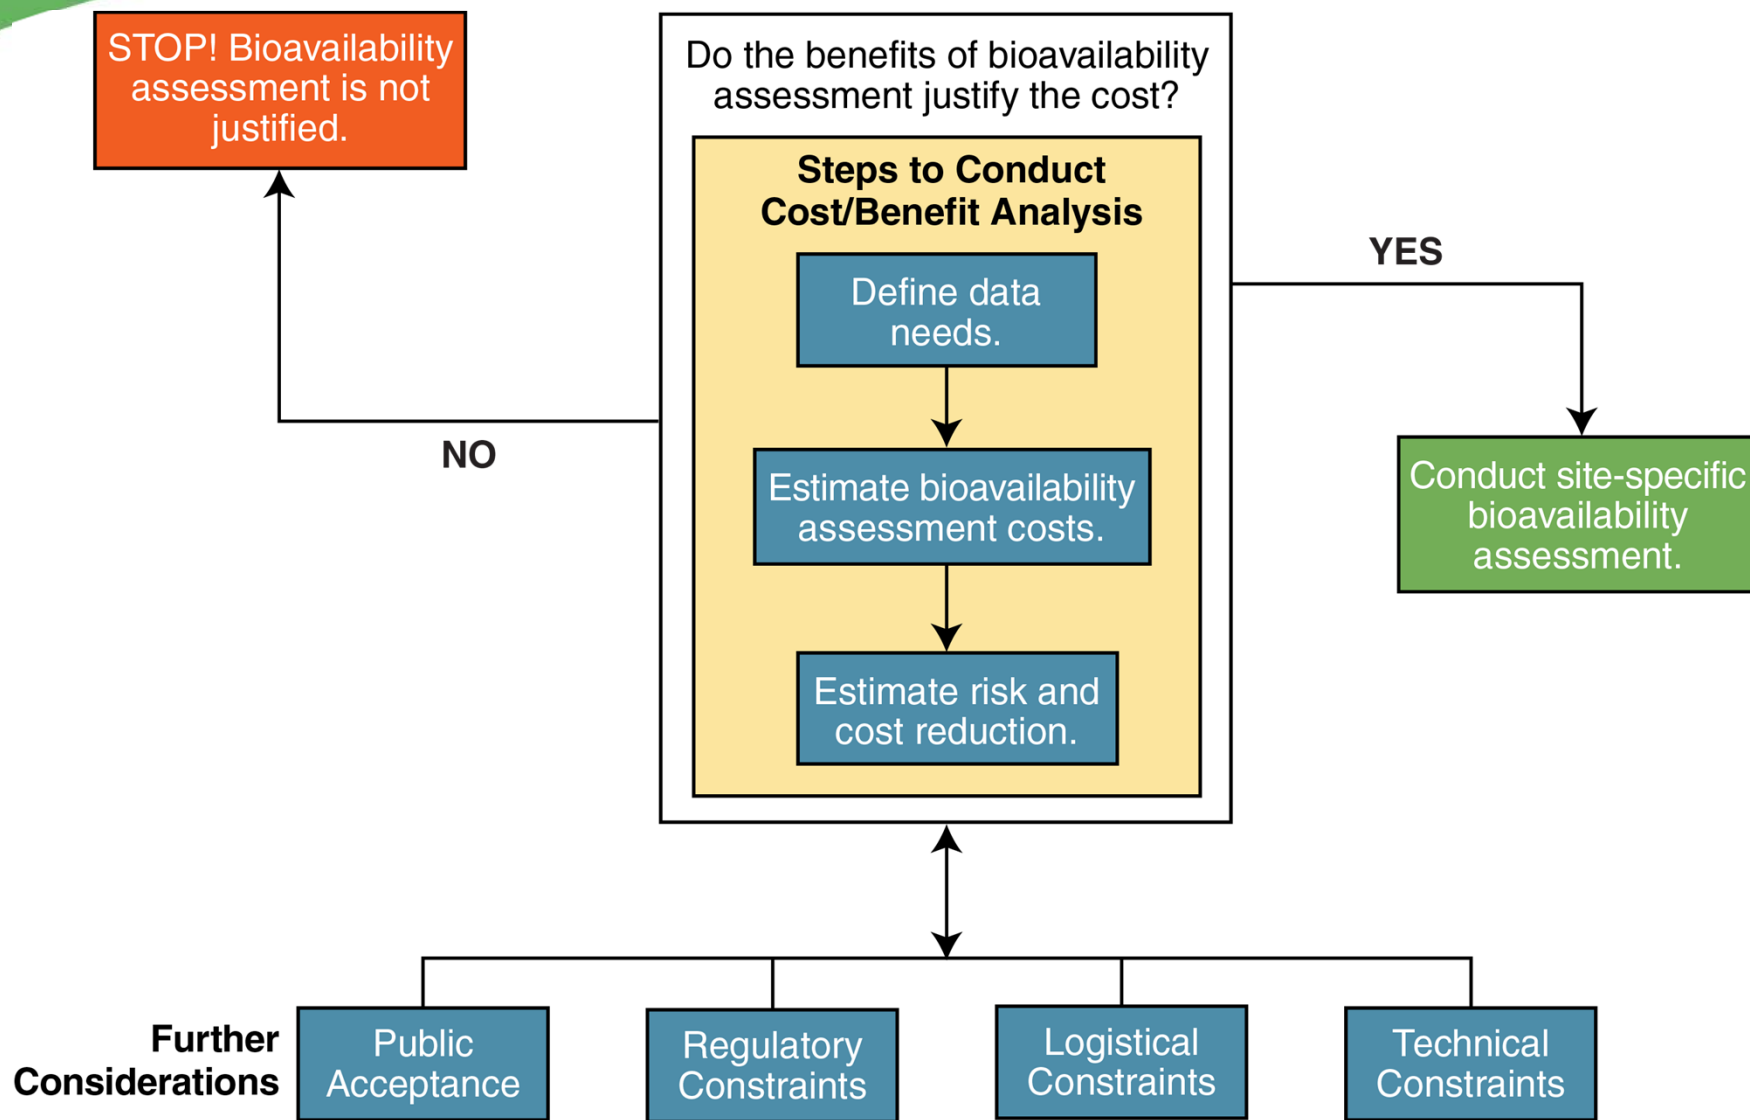 STOP! Bioavailability
assessment is not
justified.
Do the benefits of bioavailability
assessment justify the cost?
Steps to Conduct
Cost/Benefit Analysis
Define data
needs.
Estimate bioavailability
assessment costs.
Estimate risk and
cost reduction.
NO
YES
Conduct site-specific
bioavailability
assessment.
Further
Considerations
Public
Acceptance
Regulatory
Constraints
Logistical
Constraints
Technical
Constraints